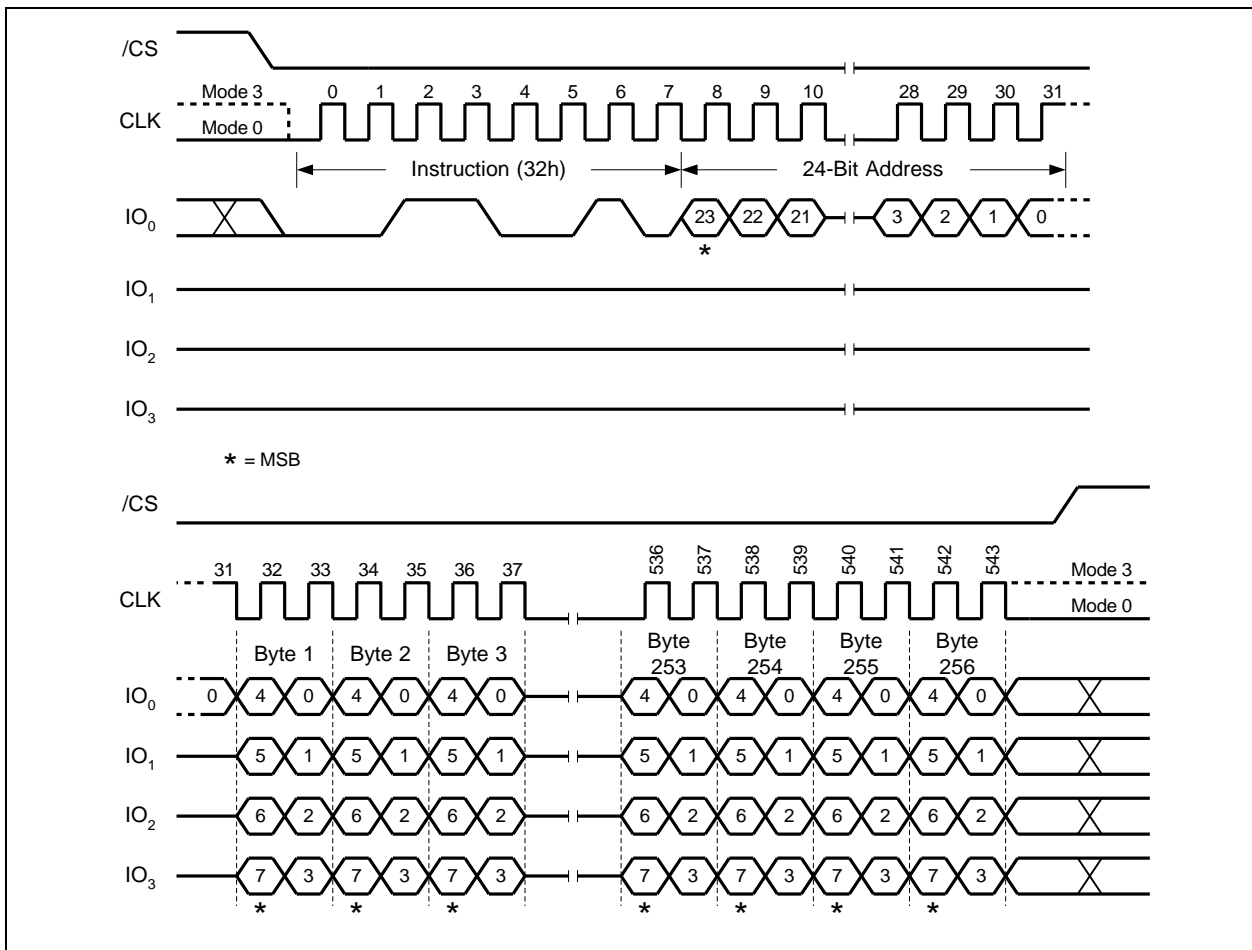 /CS
Mode 3 0 1 2 3 4 5 6 7 8 9 10 28 29 30 31
CLK
Mode 0
Instruction (32h) 24-Bit Address
IO0 23 22 21 3 2 1 0
*
IO1
IO2
IO3
* = MSB
/CS
31 32 33 34 35 36 37 536 537 538 539 540 541 542 543
CLK Mode 3
Mode 0
Byte 1 Byte 2 Byte 3 Byte 253 Byte 254 Byte 255 Byte 256
IO0 0 4 0 4 0 4 0 4 0 4 0 4 0 4 0
IO1 5 1 5 1 5 1 5 1 5 1 5 1 5 1
IO2 6 2 6 2 6 2 6 2 6 2 6 2 6 2
IO3 7 3 7 3 7 3 7 3 7 3 7 3 7 3
* * * * * * *